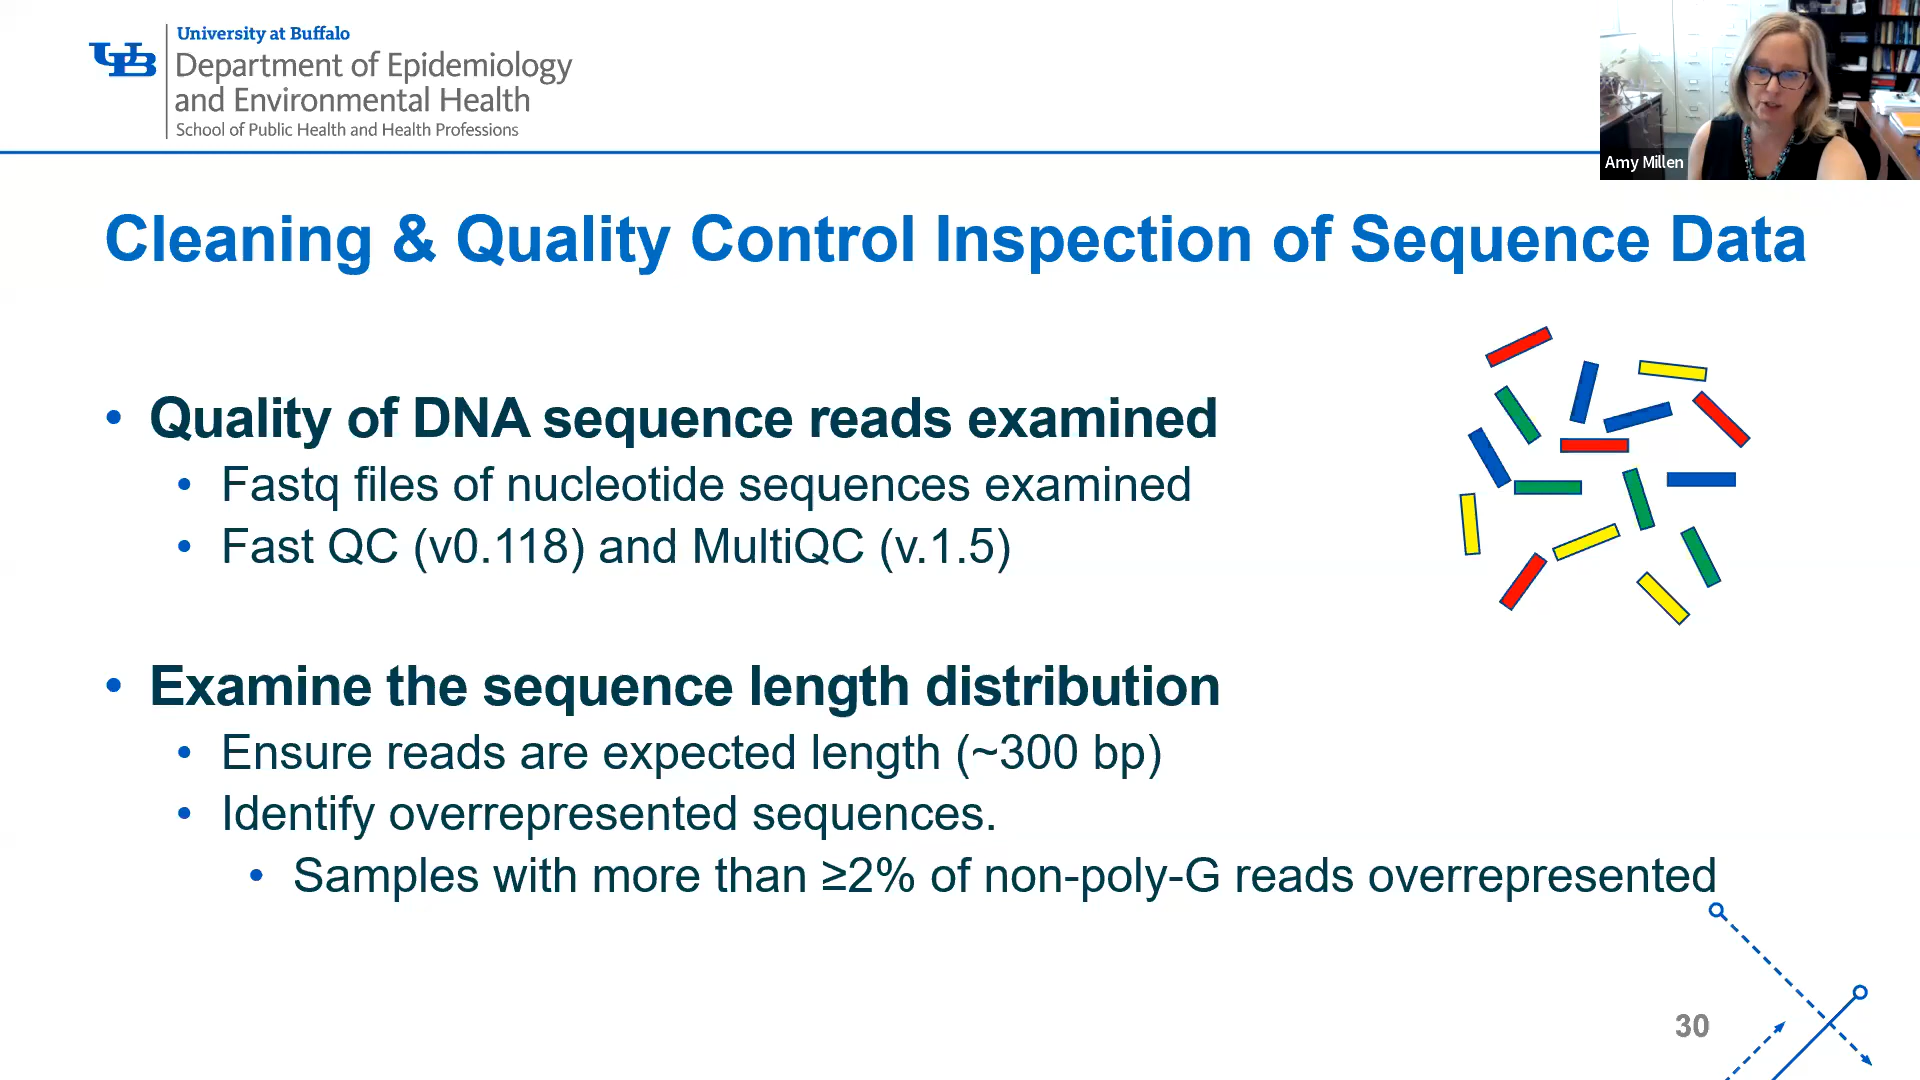 University at Buffalo
UB
Department of Epidemiology
and Environmental Health
School of Public Health and Health Professions
Amy Millen
Cleaning & Quality Control Inspection of Sequence Data
• Quality of DNA sequence reads examined
• Fastq files of nucleotide sequences examined
• Fast QC (v0.118) and MultiQC (v.1.5)
• Examine the sequence length distribution
• Ensure reads are expected length (~300 bp)
• Identify overrepresented sequences.
• Samples with more than ≥2% of non-poly-G reads overrepresented
30